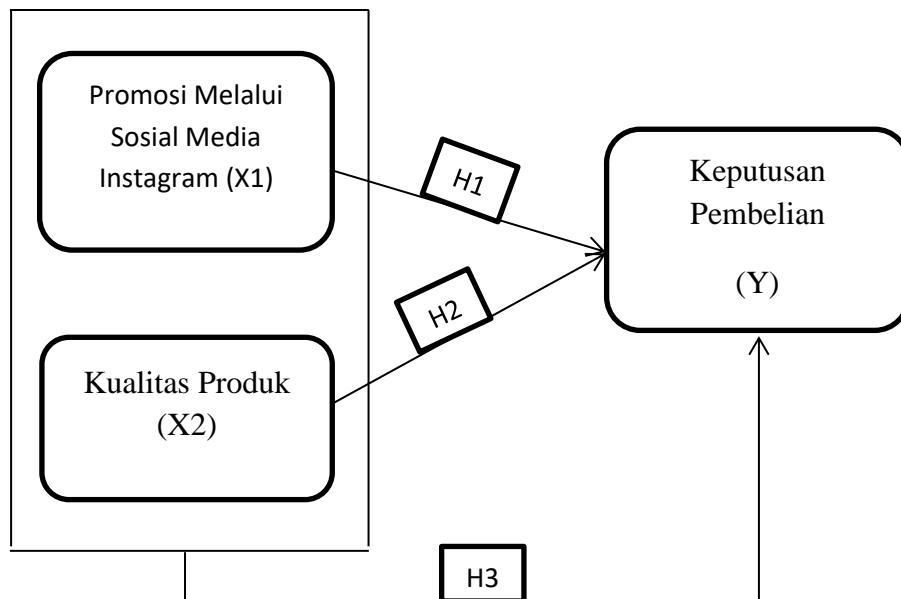 Promosi Melalui
Sosial Media
Instagram (X1)
H1
Keputusan
Pembelian
(Y)
H2
Kualitas Produk
(X2)
H3